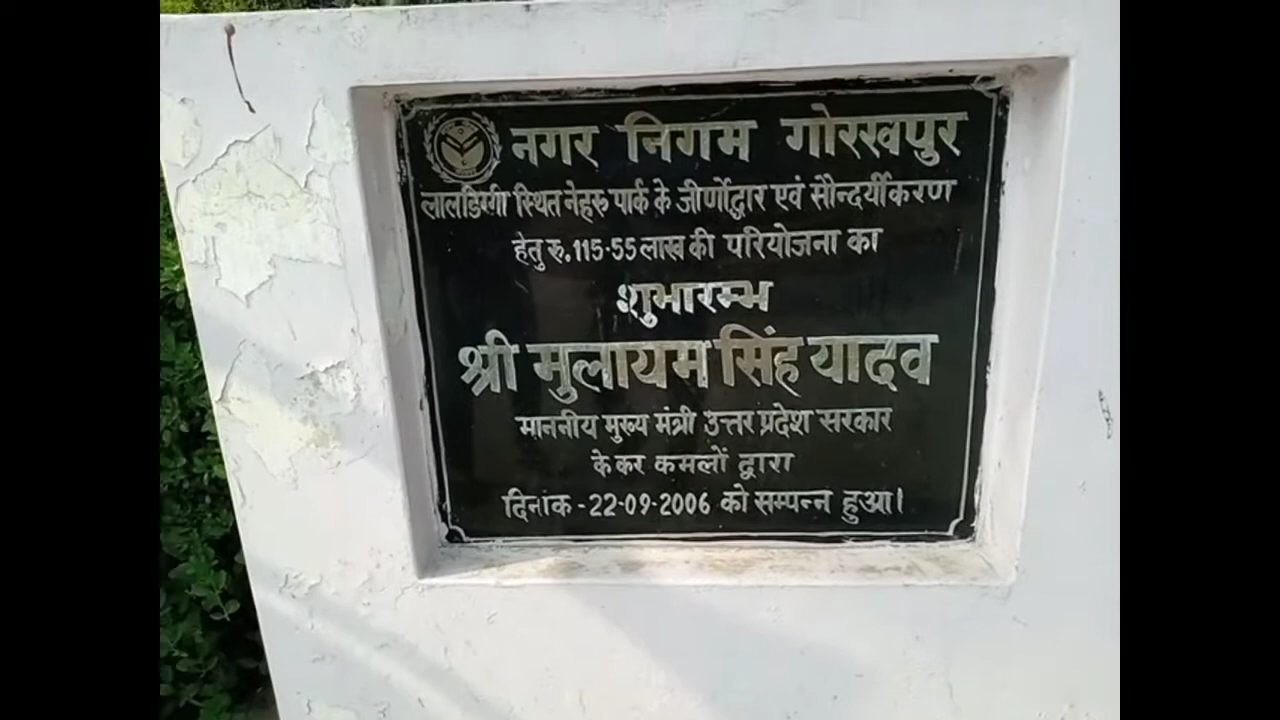 नगर निगम गोरखपुर
लालडिग्गी स्थित नेहरु पार्क के जीर्णोद्धार एवं सौन्दर्यीकरण
हेतु रु. 115-55 लाख की परियोजना का
शुभारम्भ
श्री मुलायम सिंह यादव
माननीय मुख्य मंत्री उत्तर प्रदेश सरकार
के कर कमलों द्वारा
दिनांक - 22-09-2006 को सम्पन्न हुआ।